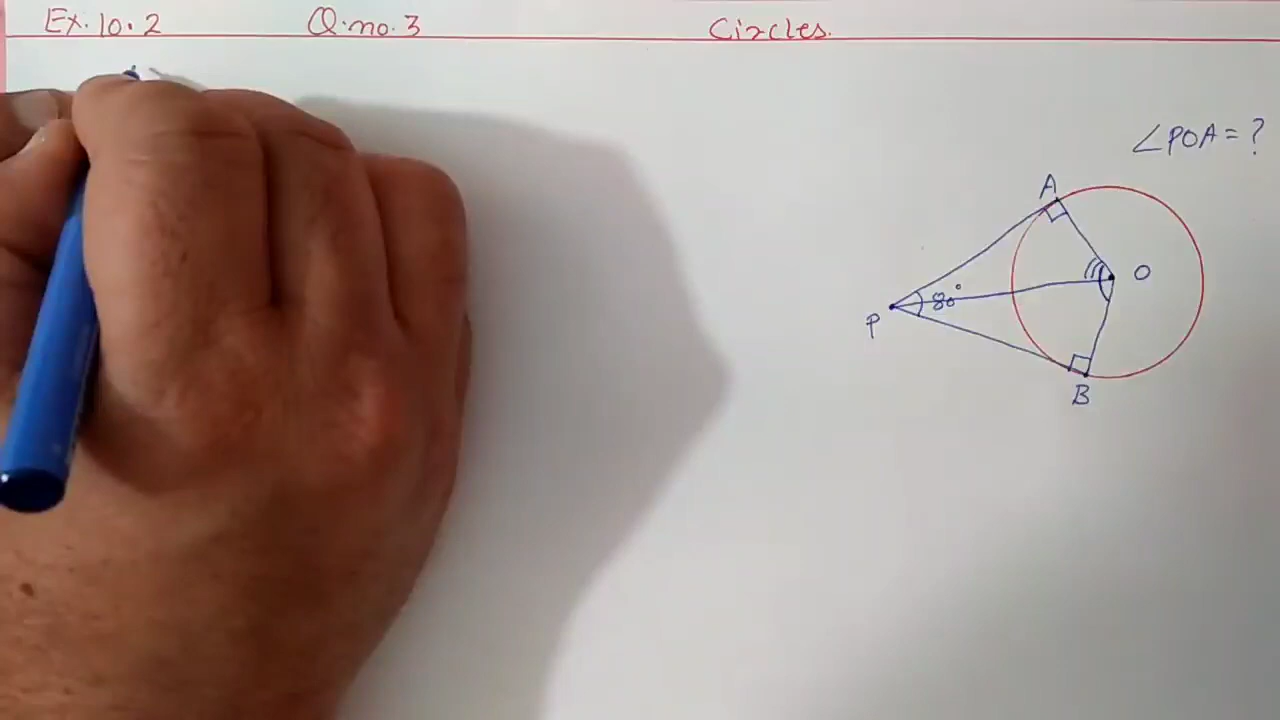 Ex. 10.2 Q.no.3 Circles.
∠POA = ?
A
O
80°
P
B